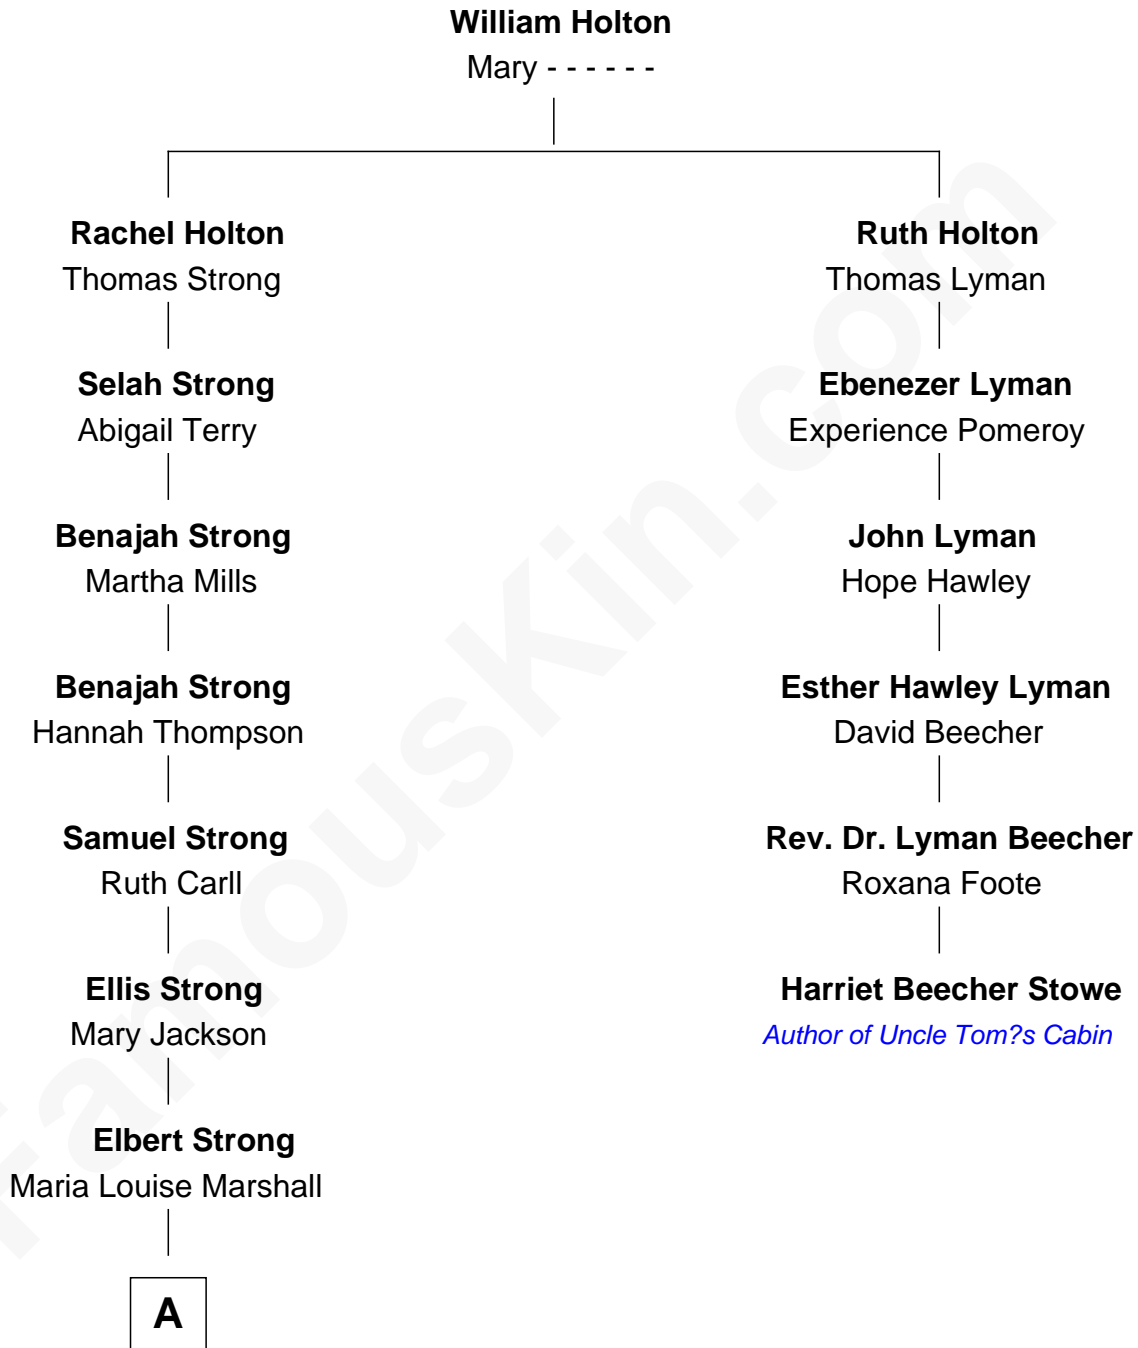 William Holton
Mary - - - - - -
Rachel Holton
Thomas Strong
Ruth Holton
Thomas Lyman
Selah Strong
Abigail Terry
Ebenezer Lyman
Experience Pomeroy
Benajah Strong
Martha Mills
John Lyman
Hope Hawley
Benajah Strong
Hannah Thompson
Esther Hawley Lyman
David Beecher
Samuel Strong
Ruth Carll
Rev. Dr. Lyman Beecher
Roxana Foote
Ellis Strong
Mary Jackson
Harriet Beecher Stowe
Author of Uncle Tom?s Cabin
Elbert Strong
Maria Louise Marshall
A
FamousKin.com